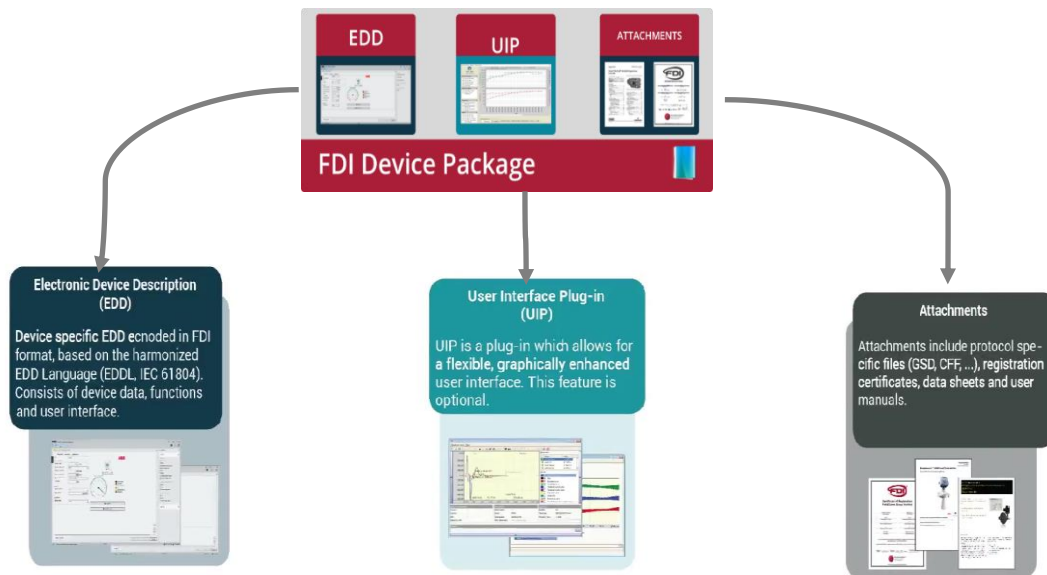 EDD
UIP
ATTACHMENTS
FDI
FDI Device Package
Electronic Device Description
(EDD)
Device specific EDD ecnoded in FDI
format, based on the harmonized
EDD Language (EDDL, IEC 61804).
Consists of device data, functions
and user interface.
User Interface Plug-in
(UIP)
UIP is a plug-in which allows for
a flexible, graphically enhanced
user interface. This feature is
optional.
Attachments
Attachments include protocol spe-
cific files (GSD, CFF, ...), registration
certificates, data sheets and user
manuals.
FDI